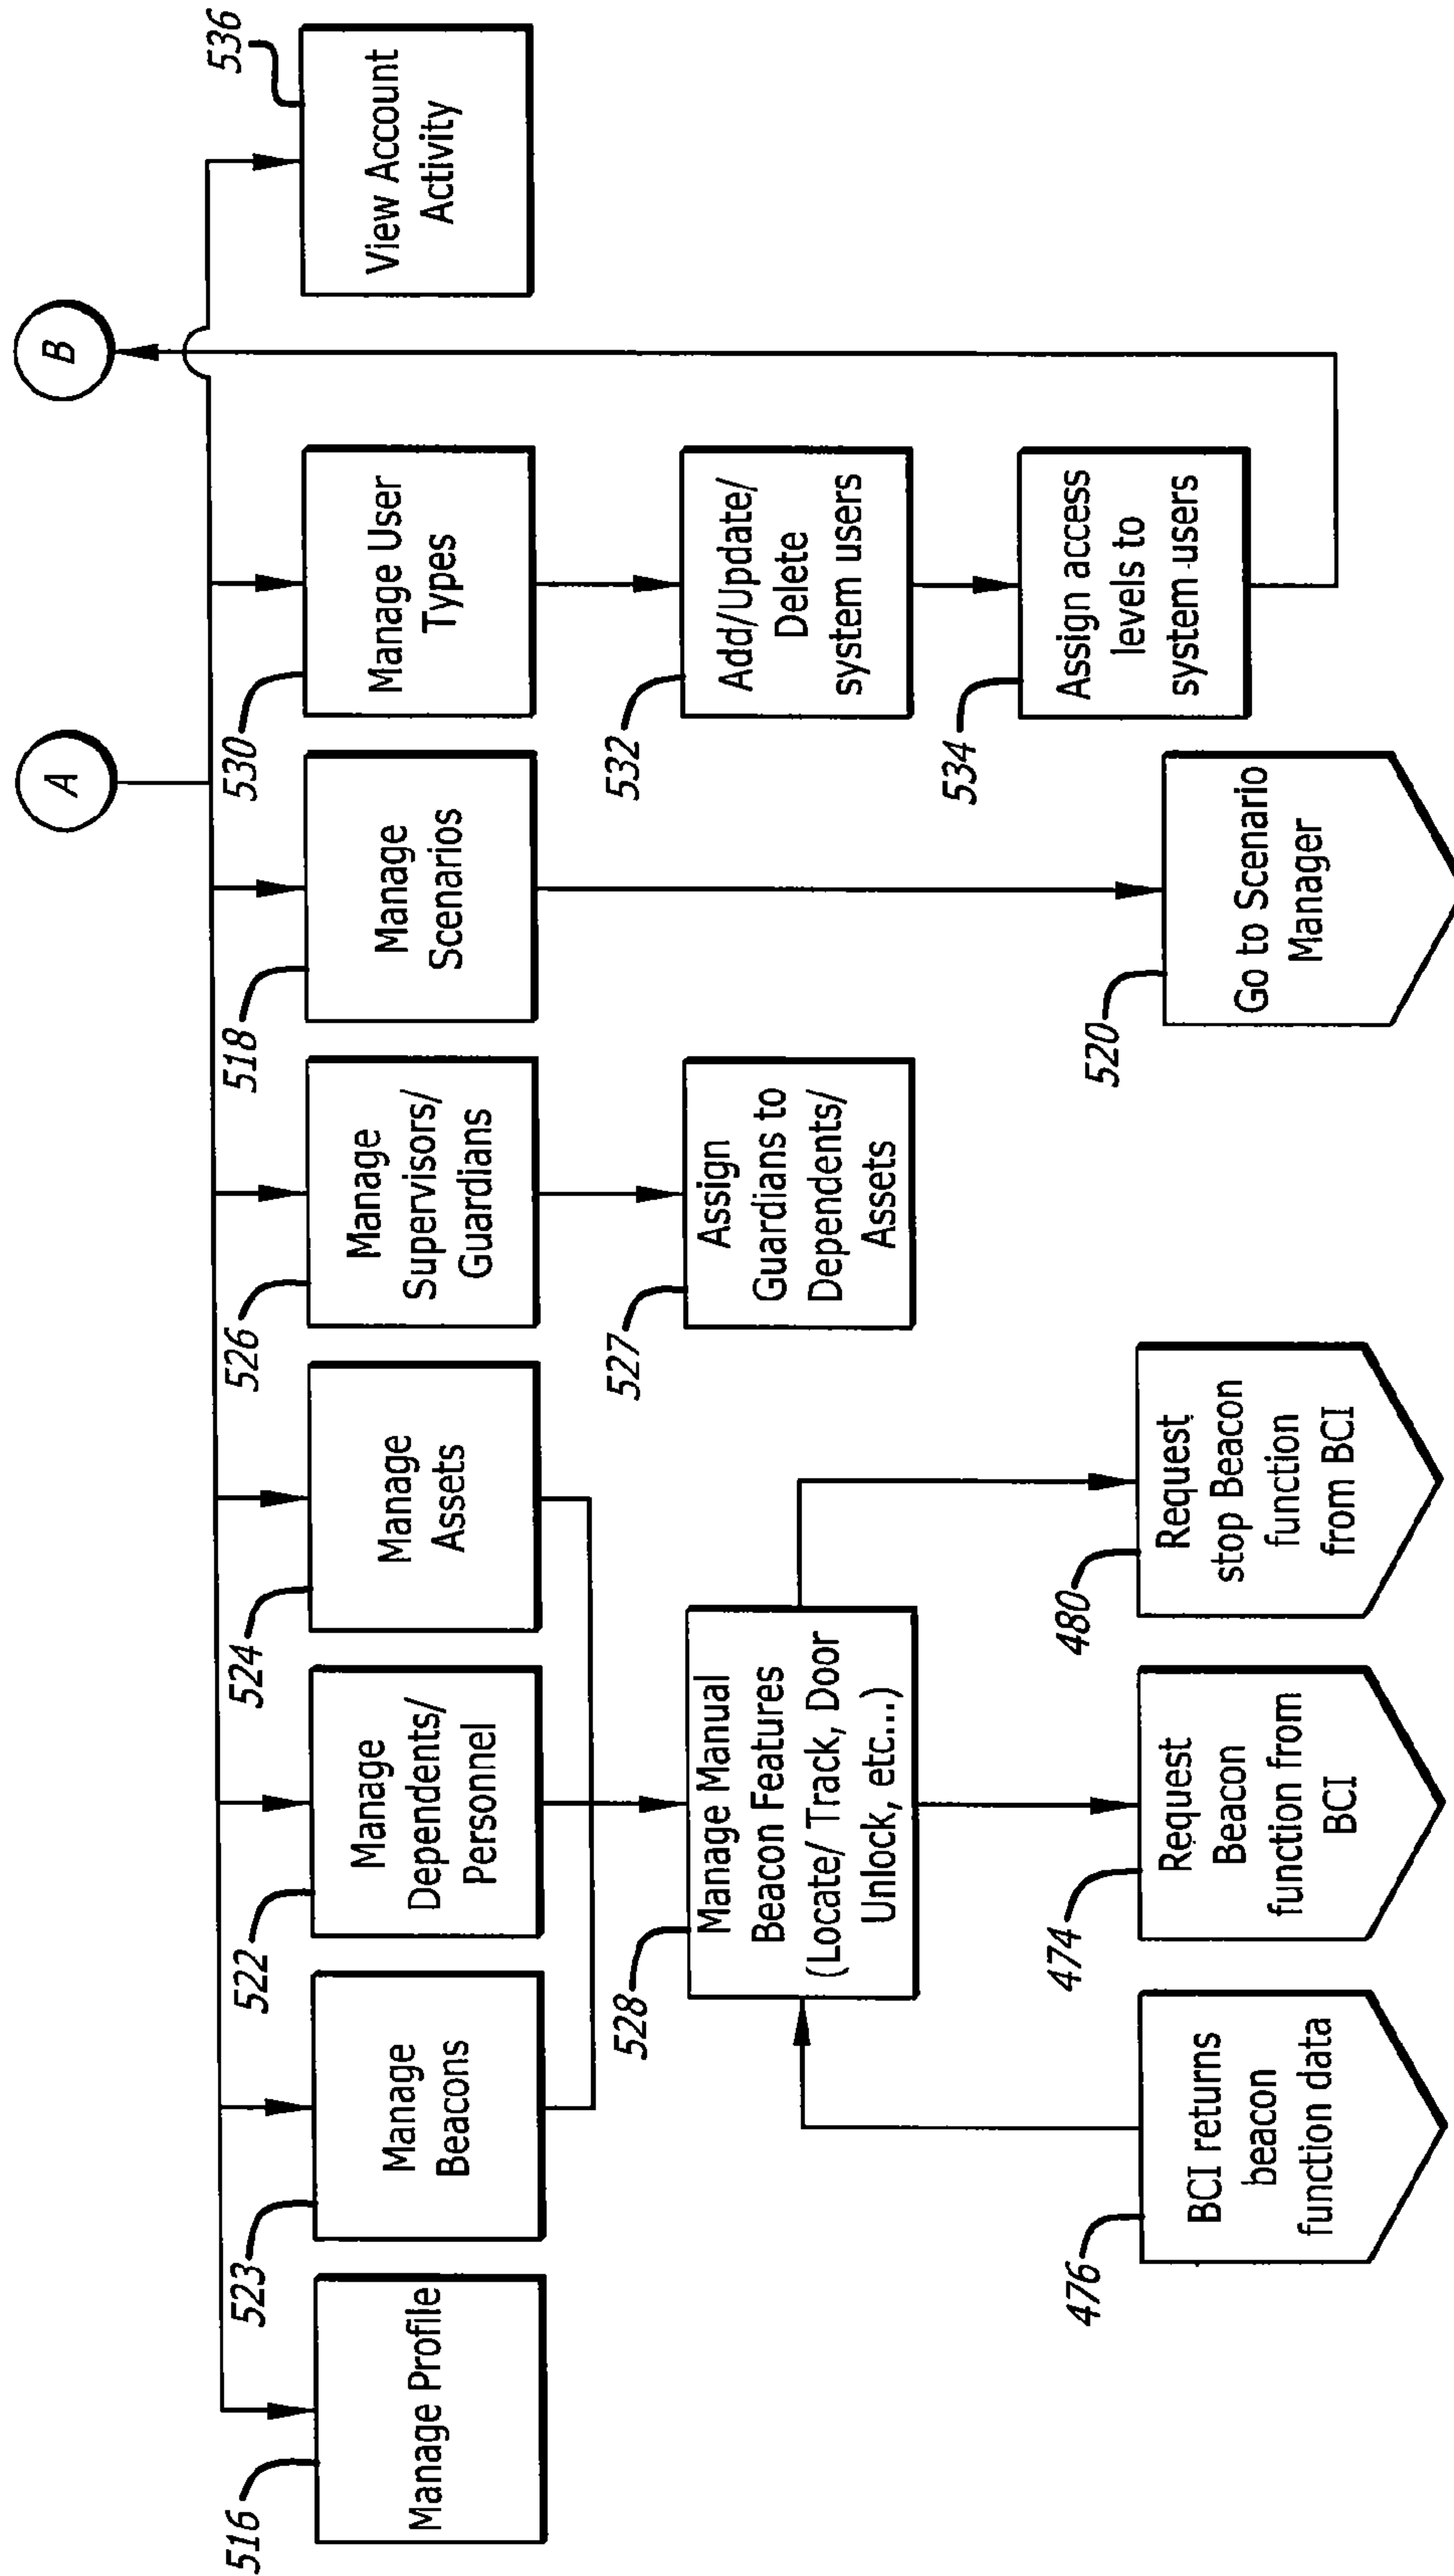 A
B
516
Manage Profile
523
Manage
Beacons
522
Manage
Dependents/
Personnel
524
Manage
Assets
526
Manage
Supervisors/
Guardians
518
Manage
Scenarios
530
Manage User
Types
536
View Account
Activity
528
Manage Manual
Beacon Features
(Locate/ Track, Door
Unlock, etc...)
527
Assign
Guardians to
Dependents/
Assets
532
Add/Update/
Delete
system users
534
Assign access
levels to
system users
476
BCI returns
beacon
function data
474
Request
Beacon
function from
BCI
480
Request
stop Beacon
function
from BCI
520
Go to Scenario
Manager